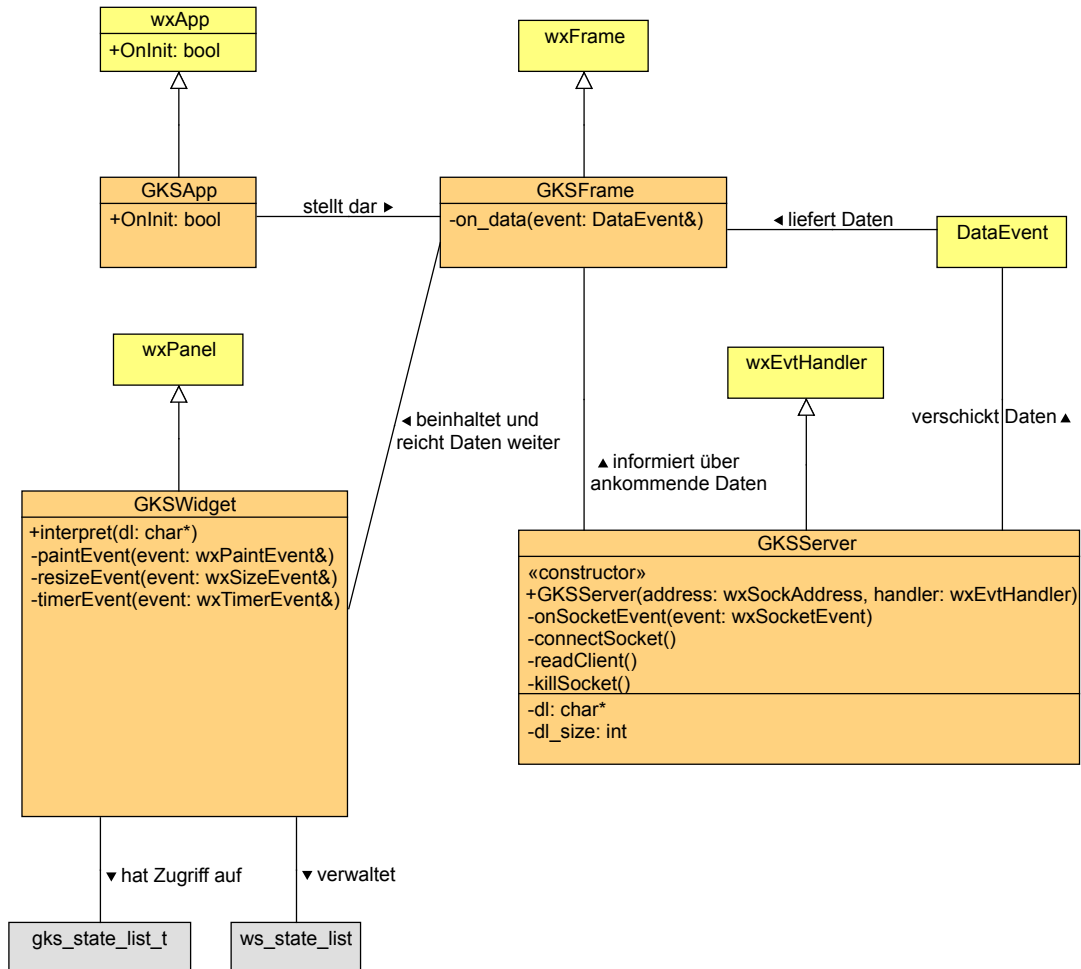 wxApp
+OnInit: bool
wxFrame
GKSApp
+OnInit: bool
stellt dar ▶
GKSFrame
-on_data(event: DataEvent&)
◀ liefert Daten
DataEvent
wxPanel
wxEvtHandler
◀ beinhaltet und
reicht Daten weiter
verschickt Daten ▲
▲ informiert über
ankommende Daten
GKSWidget
+interpret(dl: char*)
-paintEvent(event: wxPaintEvent&)
-resizeEvent(event: wxSizeEvent&)
-timerEvent(event: wxTimerEvent&)
GKSServer
«constructor»
+GKSServer(address: wxSockAddress, handler: wxEvtHandler)
-onSocketEvent(event: wxSocketEvent)
-connectSocket()
-readClient()
-killSocket()
-dl: char*
-dl_size: int
▼ hat Zugriff auf
▼ verwaltet
gks_state_list_t
ws_state_list